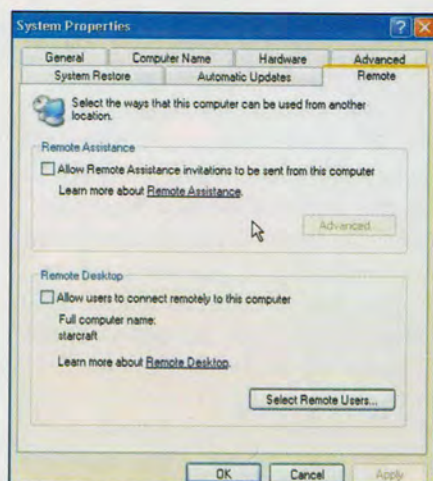 System Properties
General Computer Name Hardware Advanced
System Restore Automatic Updates Remote
Select the ways that this computer can be used from another
location.
Remote Assistance
Allow Remote Assistance invitations to be sent from this computer
Learn more about Remote Assistance.
Advanced...
Remote Desktop
Allow users to connect remotely to this computer
Full computer name:
starcraft
Learn more about Remote Desktop.
Select Remote Users...
OK Cancel Apply